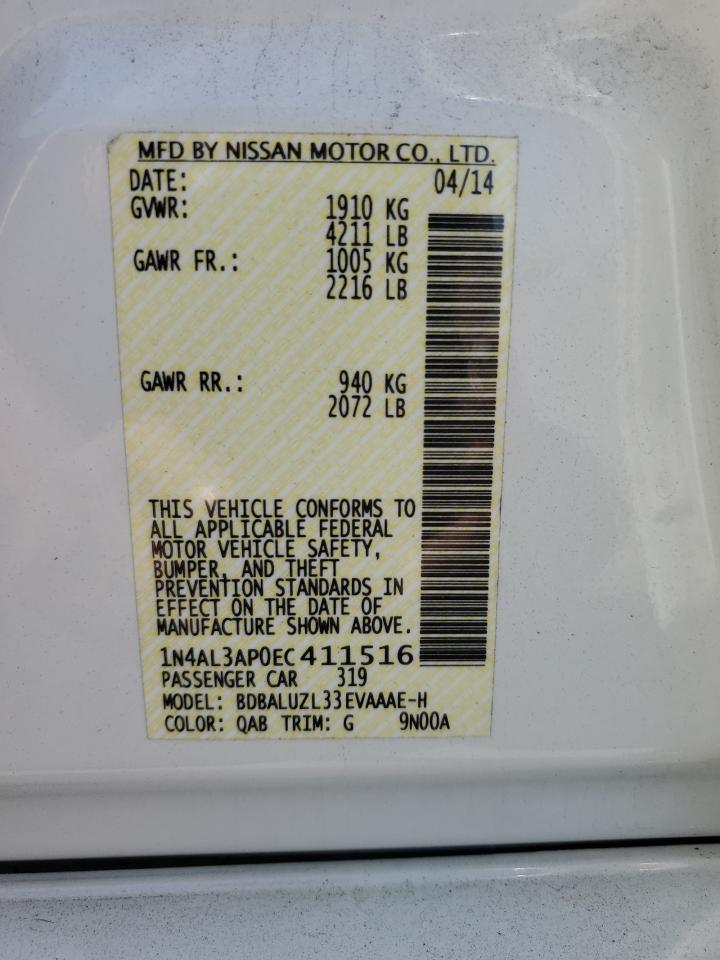 MFD BY NISSAN MOTOR CO., LTD.
DATE: 04/14
GVWR: 1910 KG
4211 LB
GAWR FR.: 1005 KG
2216 LB
GAWR RR.: 940 KG
2072 LB
THIS VEHICLE CONFORMS TO
ALL APPLICABLE FEDERAL
MOTOR VEHICLE SAFETY,
BUMPER, AND THEFT
PREVENTION STANDARDS IN
EFFECT ON THE DATE OF
MANUFACTURE SHOWN ABOVE.
1N4AL3AP0EC411516
PASSENGER CAR 319
MODEL: BDBALUZL33EVAAAE-H
COLOR: QAB TRIM: G 9N00A